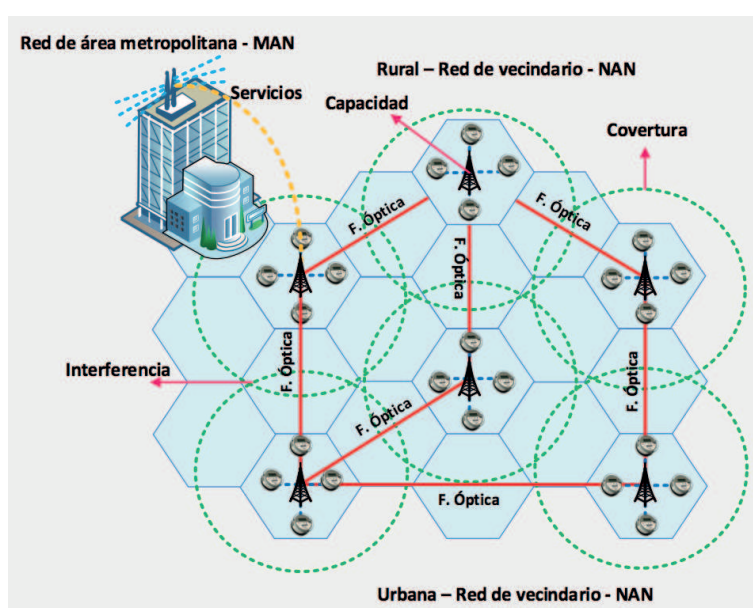 Red de área metropolitana - MAN
Servicios
Rural – Red de vecindario - NAN
Capacidad
Covertura
F. Óptica
F. Óptica
F. Óptica
Interferencia
F. Óptica
F. Óptica
F. Óptica
F. Óptica
Urbana – Red de vecindario - NAN